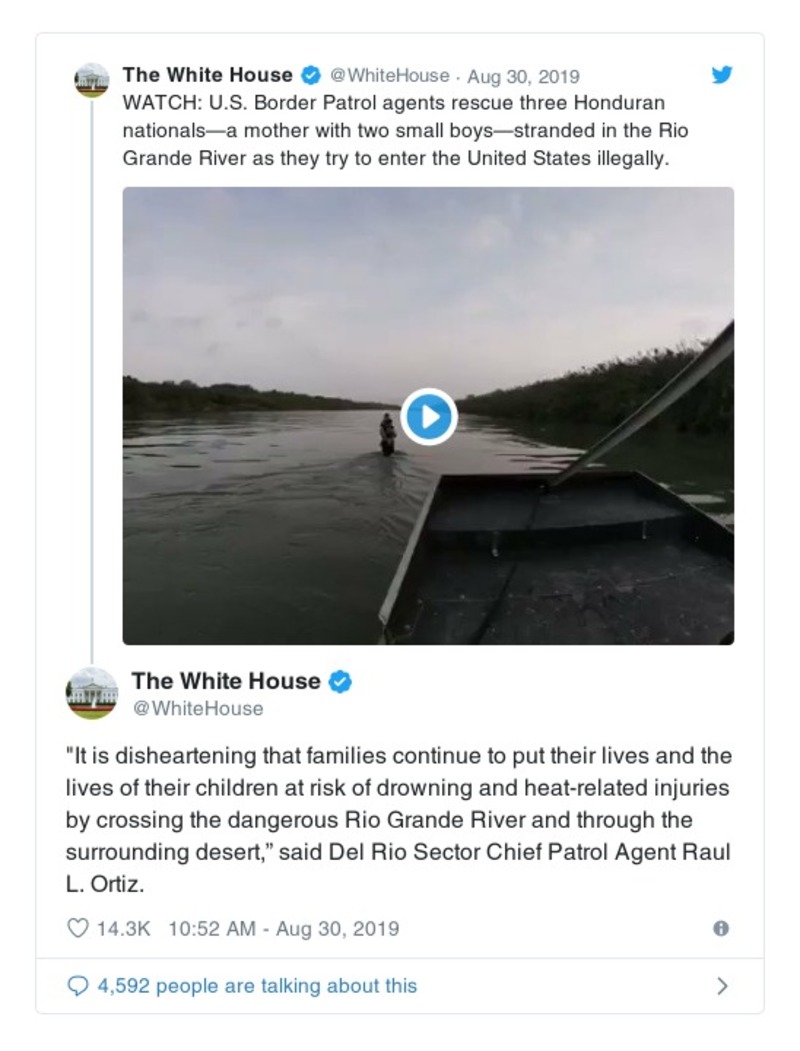 The White House @WhiteHouse · Aug 30, 2019
WATCH: U.S. Border Patrol agents rescue three Honduran
nationals—a mother with two small boys—stranded in the Rio
Grande River as they try to enter the United States illegally.
The White House
@WhiteHouse
"It is disheartening that families continue to put their lives and the
lives of their children at risk of drowning and heat-related injuries
by crossing the dangerous Rio Grande River and through the
surrounding desert,” said Del Rio Sector Chief Patrol Agent Raul
L. Ortiz.
14.3K 10:52 AM - Aug 30, 2019
4,592 people are talking about this